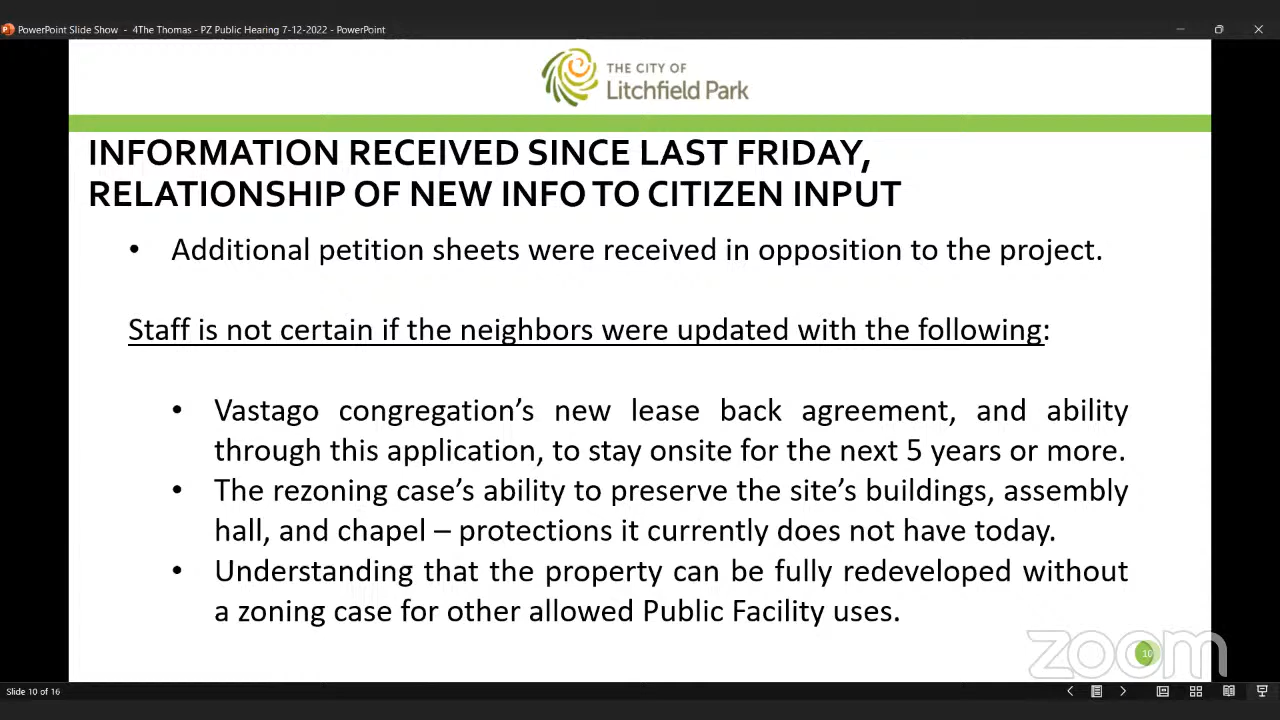 PowerPoint Slide Show - 4The Thomas - PZ Public Hearing 7-12-2022 - PowerPoint
THE CITY OF
Litchfield Park
INFORMATION RECEIVED SINCE LAST FRIDAY,
RELATIONSHIP OF NEW INFO TO CITIZEN INPUT
• Additional petition sheets were received in opposition to the project.
Staff is not certain if the neighbors were updated with the following:
• Vastago congregation’s new lease back agreement, and ability
through this application, to stay onsite for the next 5 years or more.
• The rezoning case’s ability to preserve the site’s buildings, assembly
hall, and chapel – protections it currently does not have today.
• Understanding that the property can be fully redeveloped without
a zoning case for other allowed Public Facility uses.
zoom
10
Slide 10 of 16